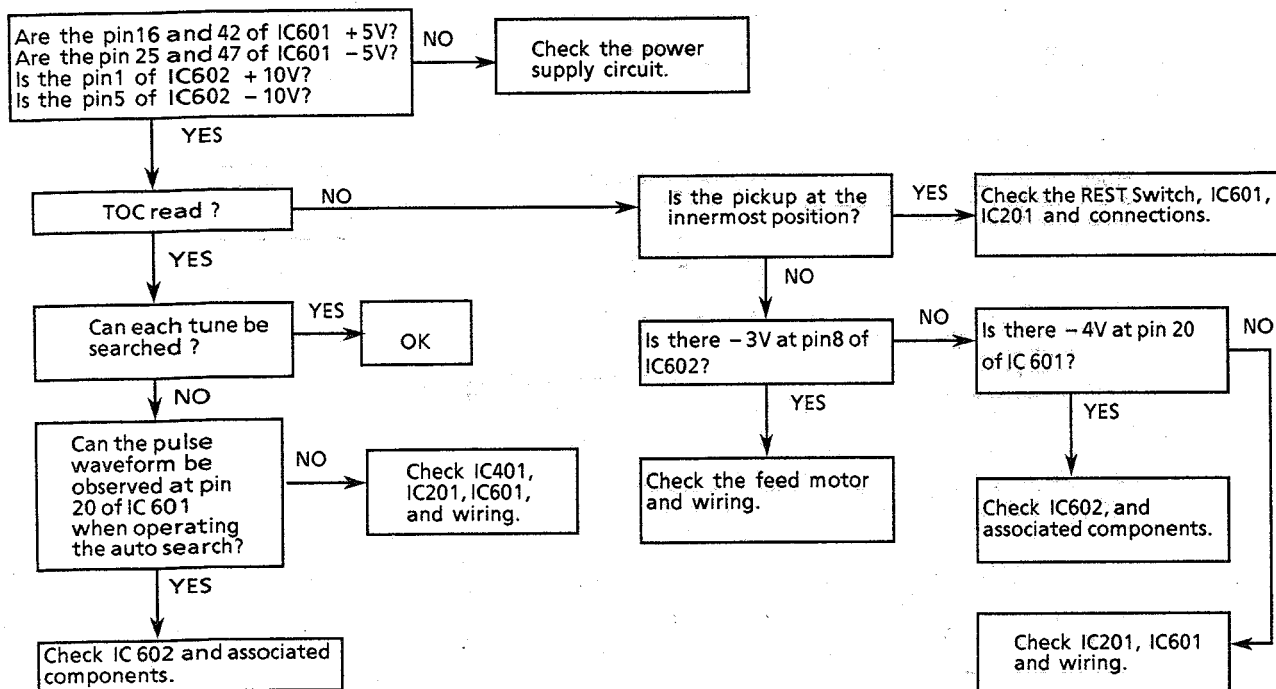 Are the pin16 and 42 of IC601 +5V?
Are the pin 25 and 47 of IC601 −5V?
Is the pin1 of IC602 +10V?
Is the pin5 of IC602 −10V?
NO
Check the power
supply circuit.
YES
TOC read ?
NO
Is the pickup at the
innermost position?
YES
Check the REST Switch, IC601,
IC201 and connections.
YES
NO
Can each tune be
searched ?
YES
OK
Is there −3V at pin8 of
IC602?
NO
Is there −4V at pin 20
of IC 601?
NO
NO
YES
YES
Can the pulse
waveform be
observed at pin
20 of IC 601
when operating
the auto search?
NO
Check IC401,
IC201, IC601,
and wiring.
Check the feed motor
and wiring.
Check IC602, and
associated components.
YES
Check IC 602 and associated
components.
Check IC201, IC601
and wiring.